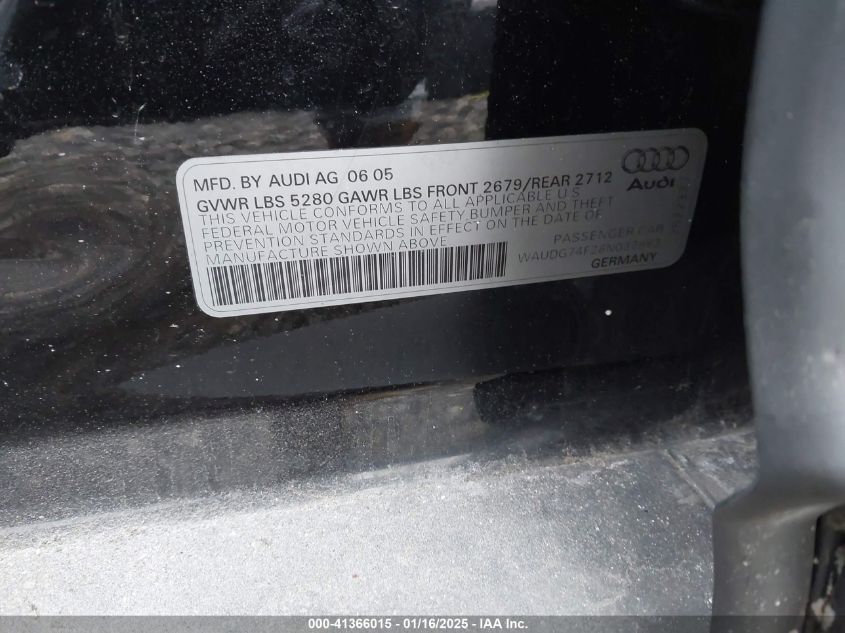 MFD. BY AUDI AG 06 05
GVWR LBS 5280 GAWR LBS FRONT 2679/REAR 2712
THIS VEHICLE CONFORMS TO ALL APPLICABLE U.S
FEDERAL MOTOR VEHICLE SAFETY BUMPER AND THEFT
PREVENTION STANDARDS IN EFFECT ON THE DATE OF
MANUFACTURE SHOWN ABOVE
Audi
PASSENGER CAR
GERMANY
000-41366015 - 01/16/2025 - IAA Inc.